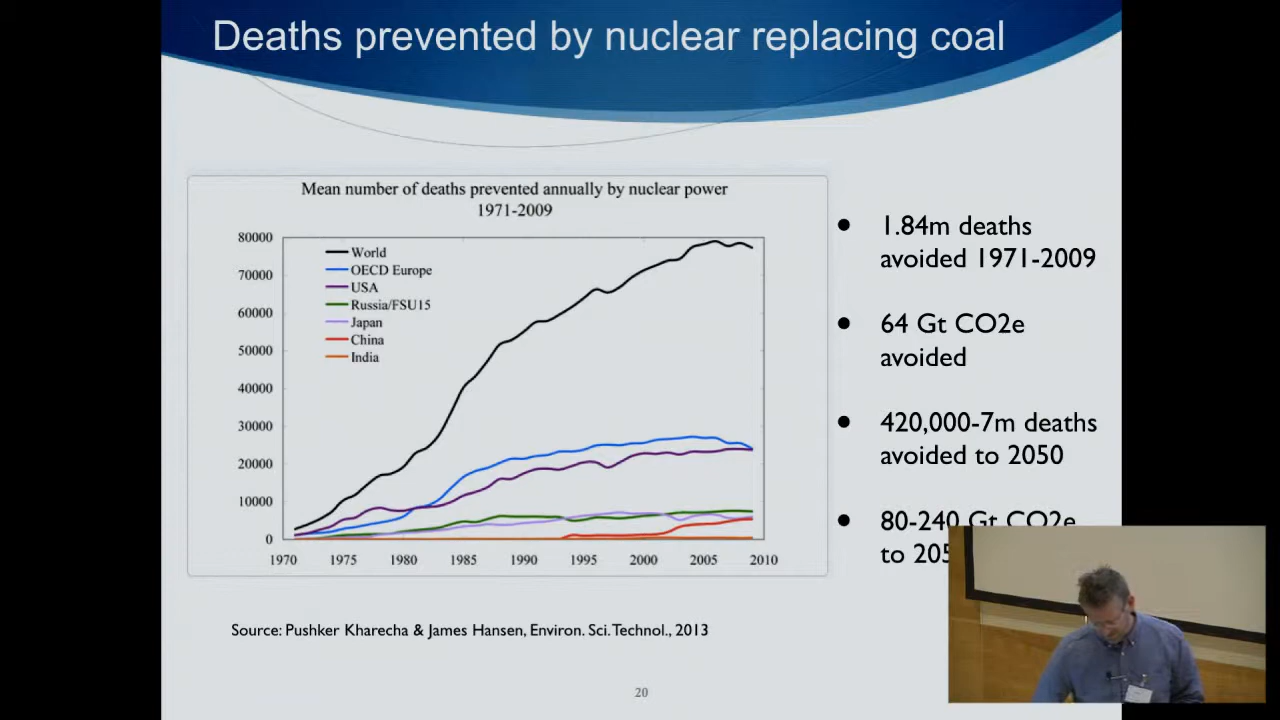 Deaths prevented by nuclear replacing coal
Mean number of deaths prevented annually by nuclear power
1971-2009
80000
70000
60000
50000
40000
30000
20000
10000
0
World
OECD Europe
USA
Russia/FSU15
Japan
China
India
1970 1975 1980 1985 1990 1995 2000 2005 2010
• 1.84m deaths
avoided 1971-2009
• 64 Gt CO2e
avoided
• 420,000-7m deaths
avoided to 2050
• 80-240 Gt CO2e
to
Source: Pushker Kharecha & James Hansen, Environ. Sci. Technol., 2013
20